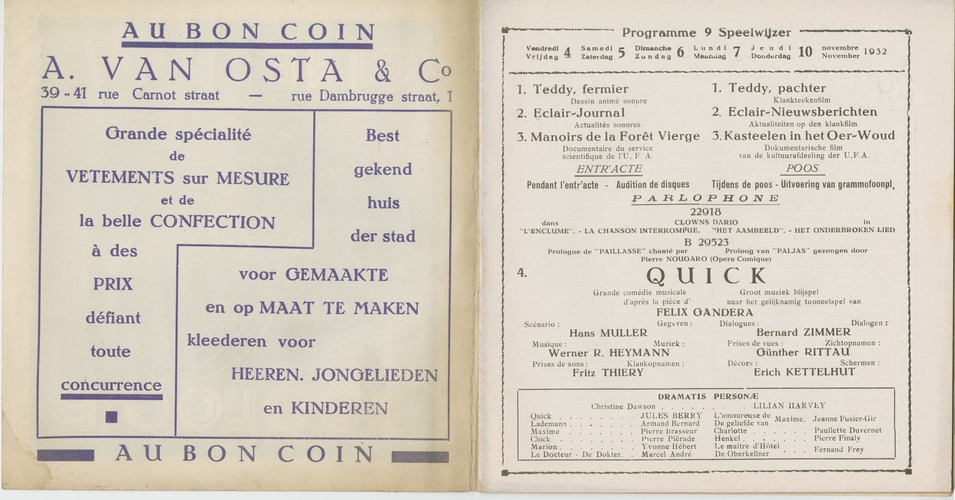 AU BON COIN
A. VAN OSTA & Co
39-41 rue Carnot straat — rue Dambrugge straat, 1
Grande spécialité
de
VETEMENTS sur MESURE
et de
la belle CONFECTION
à des
PRIX
défiant
toute
concurrence
Best
gekend
huis
der stad
voor GEMAAKTE
en op MAAT TE MAKEN
kleederen voor
HEEREN. JONGELIEDEN
en KINDEREN
AU BON COIN
Programme 9 Speelwijzer
Vendredi 4 Samedi 5 Dimanche 6 Lundi 7 Jeudi 10 novembre 1932
Vrijdag Zaterdag Zondag Maandag Donderdag November
1. Teddy, fermier
Dessin animé sonore
2. Eclair-Journal
Actualités sonores
3. Manoirs de la Forêt Vierge
Documentaire du service
scientifique de l'U. F. A.
ENTR'ACTE
Pendant l'entr'acte - Audition de disques
1. Teddy, pachter
Klankteekenfilm
2. Eclair-Nieuwsberichten
Aktualiteiten op den klankfilm
3. Kasteelen in het Oer-Woud
Dokumentarische film
van de kultuurafdeeling der U.F.A.
POOS
Tijdens de poos - Uitvoering van grammofoonpl.
PARLOPHONE
22918
dans CLOWNS DARIO in
"L'ENCLUME". - LA CHANSON INTERROMPUE. "HET AAMBEELD". - HET ONDERBROKEN LIED
B 29523
Prologue de "PAILLASSE" chanté par Proloog van "PALJAS" gezongen door
Pierre NOUGARO (Opera Comique)
4. QUICK
Grande comédie musicale Groot muziek blijspel
d'après la pièce d' naar het gelijknamig tooneelspel van
FELIX GANDERA
Scénario : Gegeven : Dialogues : Dialogen :
Hans MULLER Bernard ZIMMER
Musique : Muziek : Prises de vues : Zichtopnamen :
Werner R. HEYMANN Günther RITTAU
Prises de sons : Klankopnamen : Décors : Schermen :
Fritz THIERY Erich KETTELHUT
DRAMATIS PERSONÆ
Christine Dawson . . . . . . LILIAN HARVEY
Quick . . . . . . . JULES BERRY
Lademann . . . . . . Armand Bernard
Maxime . . . . . . Pierre Brasseur
Clock . . . . . . . Pierre Piérade
Marion . . . . . . Yvonne Hébert
Le Docteur - De Dokter. . Marcel André
L'amoureuse de Maxime, Jeanne Fusier-Gir
De geliefde van
Charlotte . . . . . Paullette Duvernet
Henkel . . . . . . Pierre Finaly
Le maitre d'Hôtel . . . Fernand Frey
De Oberkellner